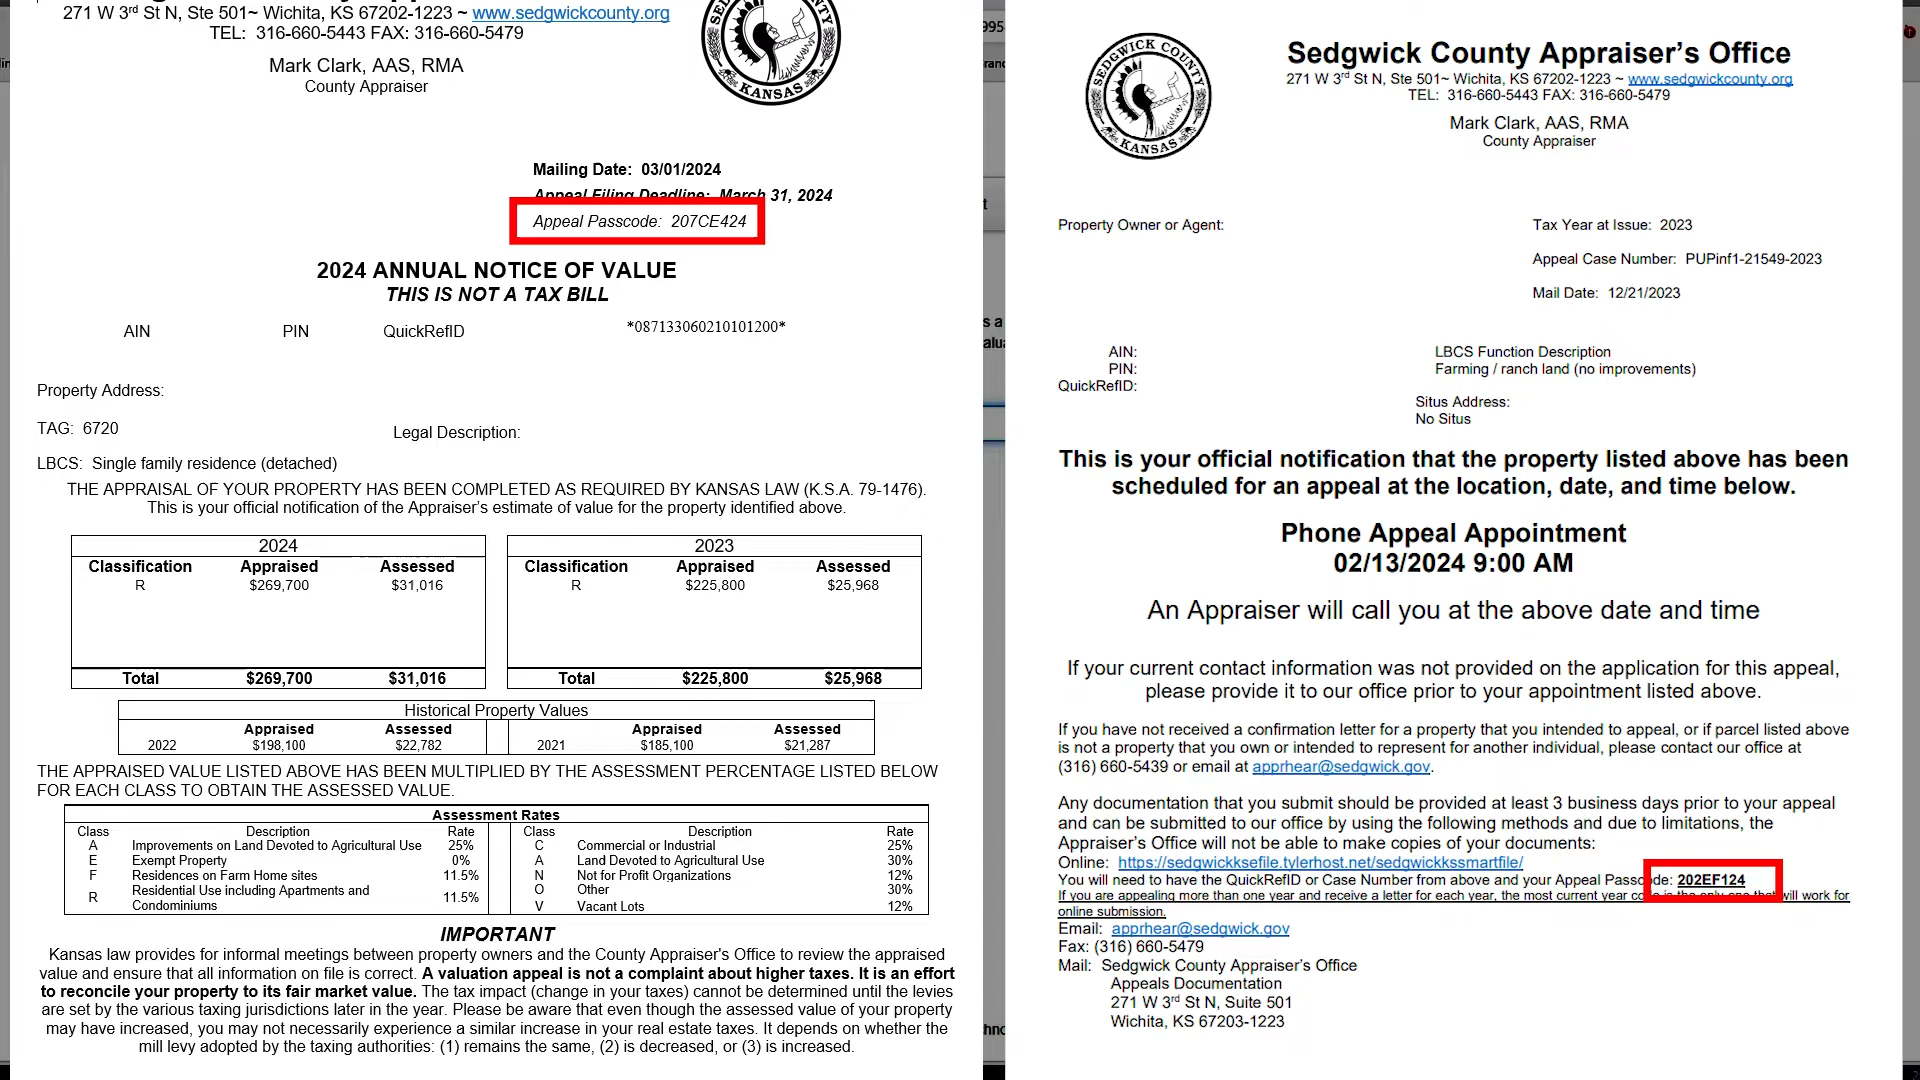 271 W 3rd St N, Ste 501~ Wichita, KS 67202-1223 ~ www.sedgwickcounty.org
TEL: 316-660-5443 FAX: 316-660-5479
Mark Clark, AAS, RMA
County Appraiser
KANSAS
Mailing Date: 03/01/2024
Appeal Filing Deadline: March 31, 2024
Appeal Passcode: 207CE424
2024 ANNUAL NOTICE OF VALUE
THIS IS NOT A TAX BILL
AIN PIN QuickRefID *087133060210101200*
Property Address:
TAG: 6720
Legal Description:
LBCS: Single family residence (detached)
THE APPRAISAL OF YOUR PROPERTY HAS BEEN COMPLETED AS REQUIRED BY KANSAS LAW (K.S.A. 79-1476).
This is your official notification of the Appraiser's estimate of value for the property identified above.
2024
Classification Appraised Assessed
R $269,700 $31,016
Total $269,700 $31,016
2023
Classification Appraised Assessed
R $225,800 $25,968
Total $225,800 $25,968
Historical Property Values
Appraised Assessed Appraised Assessed
2022 $198,100 $22,782 2021 $185,100 $21,287
THE APPRAISED VALUE LISTED ABOVE HAS BEEN MULTIPLIED BY THE ASSESSMENT PERCENTAGE LISTED BELOW
FOR EACH CLASS TO OBTAIN THE ASSESSED VALUE.
Assessment Rates
Class Description Rate Class Description Rate
A Improvements on Land Devoted to Agricultural Use 25% C Commercial or Industrial 25%
E Exempt Property 0% A Land Devoted to Agricultural Use 30%
F Residences on Farm Home sites 11.5% N Not for Profit Organizations 12%
R Residential Use including Apartments and Condominiums 11.5% O Other 30%
V Vacant Lots 12%
IMPORTANT
Kansas law provides for informal meetings between property owners and the County Appraiser's Office to review the appraised
value and ensure that all information on file is correct. A valuation appeal is not a complaint about higher taxes. It is an effort
to reconcile your property to its fair market value. The tax impact (change in your taxes) cannot be determined until the levies
are set by the various taxing jurisdictions later in the year. Please be aware that even though the assessed value of your property
may have increased, you may not necessarily experience a similar increase in your real estate taxes. It depends on whether the
mill levy adopted by the taxing authorities: (1) remains the same, (2) is decreased, or (3) is increased.
SEDGWICK COUNTY
KANSAS
Sedgwick County Appraiser's Office
271 W 3rd St N, Ste 501~ Wichita, KS 67202-1223 ~ www.sedgwickcounty.org
TEL: 316-660-5443 FAX: 316-660-5479
Mark Clark, AAS, RMA
County Appraiser
Property Owner or Agent:
Tax Year at Issue: 2023
Appeal Case Number: PUPinf1-21549-2023
Mail Date: 12/21/2023
AIN:
PIN:
QuickRefID:
LBCS Function Description
Farming / ranch land (no improvements)
Situs Address:
No Situs
This is your official notification that the property listed above has been
scheduled for an appeal at the location, date, and time below.
Phone Appeal Appointment
02/13/2024 9:00 AM
An Appraiser will call you at the above date and time
If your current contact information was not provided on the application for this appeal,
please provide it to our office prior to your appointment listed above.
If you have not received a confirmation letter for a property that you intended to appeal, or if parcel listed above
is not a property that you own or intended to represent for another individual, please contact our office at
(316) 660-5439 or email at apprhear@sedgwick.gov.
Any documentation that you submit should be provided at least 3 business days prior to your appeal
and can be submitted to our office by using the following methods and due to limitations, the
Appraiser's Office will not be able to make copies of your documents:
Online: https://sedgwickksefile.tylerhost.net/sedgwickkssmartfile/
You will need to have the QuickRefID or Case Number from above and your Appeal Passcode: 202EF124
If you are appealing more than one year and receive a letter for each year, the most current year code is the only one that will work for
online submission.
Email: apprhear@sedgwick.gov
Fax: (316) 660-5479
Mail: Sedgwick County Appraiser's Office
Appeals Documentation
271 W 3rd St N, Suite 501
Wichita, KS 67203-1223